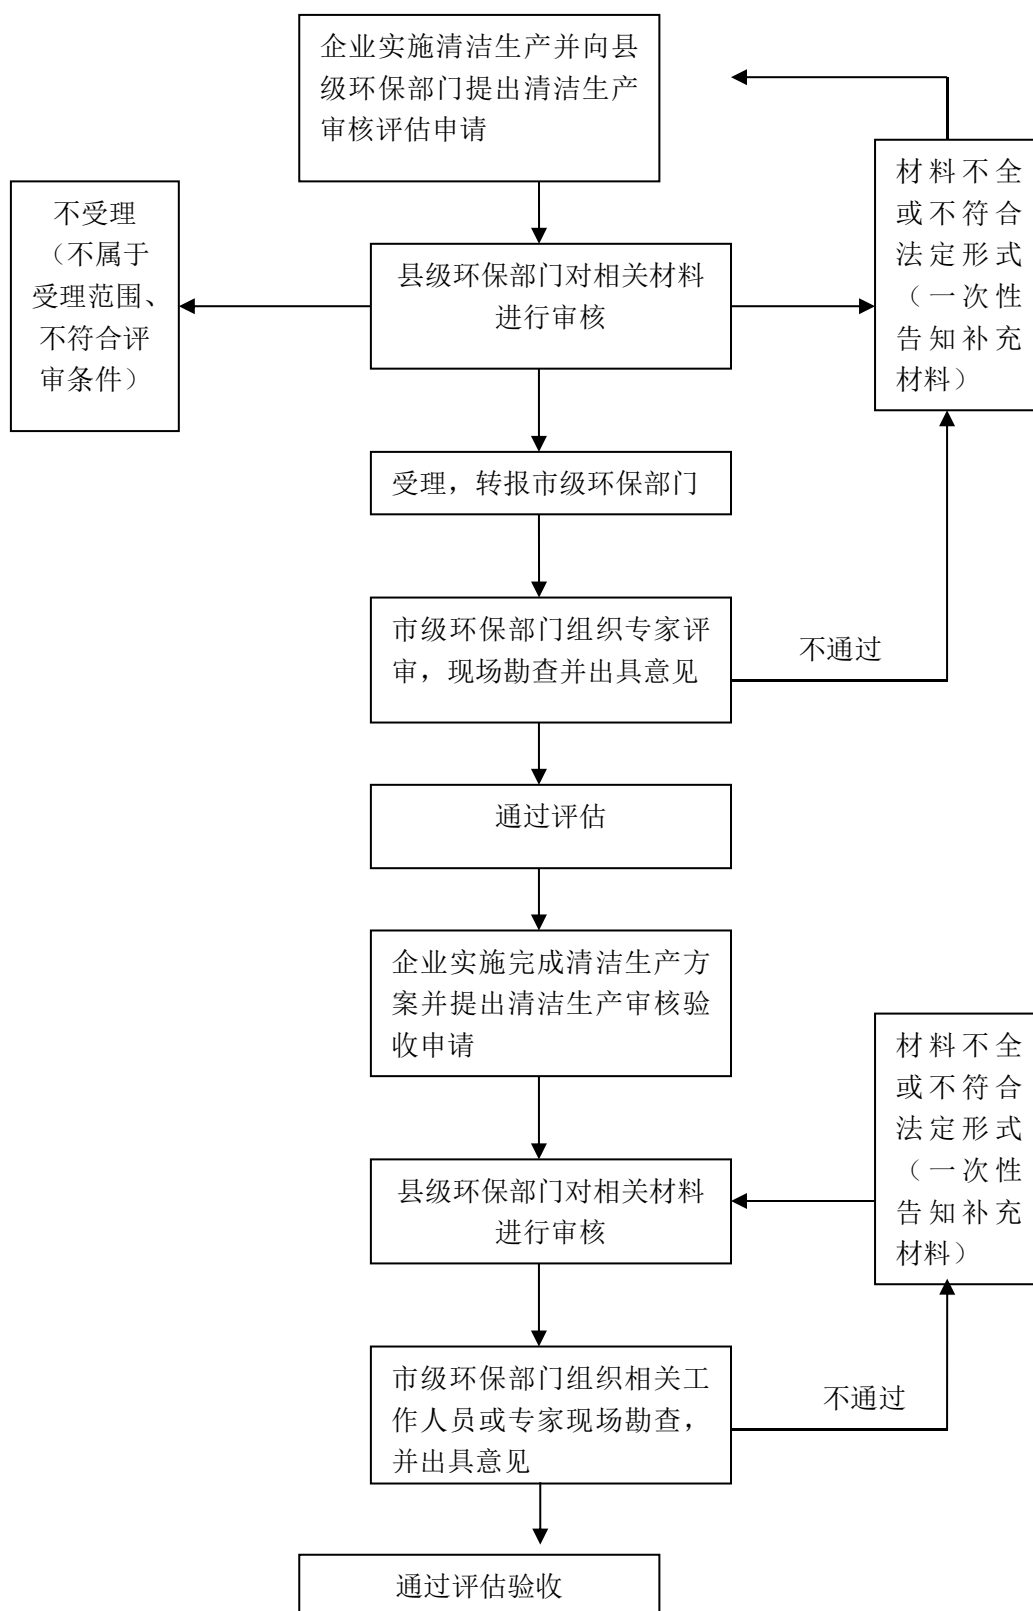 企业实施清洁生产并向县
级环保部门提出清洁生产
审核评估申请
材料不全
或不符合
法定形式
（一次性
告知补充
材料）
不受理
（不属于
受理范围、
不符合评
审条件）
县级环保部门对相关材料
进行审核
受理，转报市级环保部门
市级环保部门组织专家评
审，现场勘查并出具意见
不通过
通过评估
企业实施完成清洁生产方
案并提出清洁生产审核验
收申请
材料不全
或不符合
法定形式
（一次性
告知补充
材料）
县级环保部门对相关材料
进行审核
市级环保部门组织相关工
作人员或专家现场勘查，
并出具意见
不通过
通过评估验收